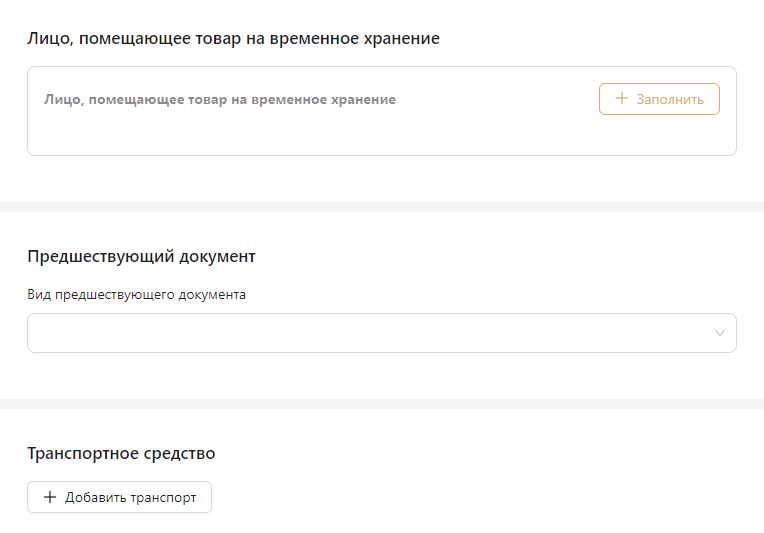 Лицо, помещающее товар на временное хранение
Лицо, помещающее товар на временное хранение
Заполнить
Предшествующий документ
Вид предшествующего документа
Транспортное средство
Добавить транспорт